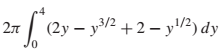 2π ∫₀⁴ (2y − y^{3/2} + 2 − y^{1/2}) dy